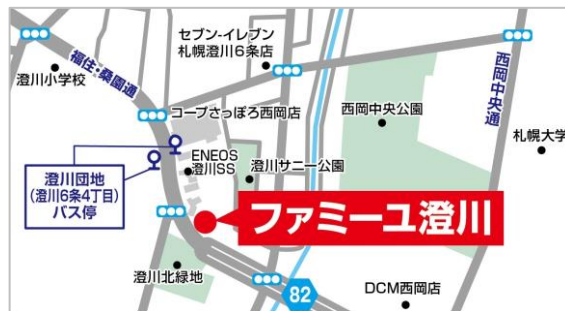 セブン-イレブン
札幌澄川6条店
福住・桑園通
澄川小学校
コープさっぽろ西岡店
西岡中央公園
西岡中央通
札幌大学
ENEOS
澄川SS
澄川サニー公園
澄川団地
(澄川6条4丁目)
バス停
ファミーユ澄川
澄川北緑地
82
DCM西岡店